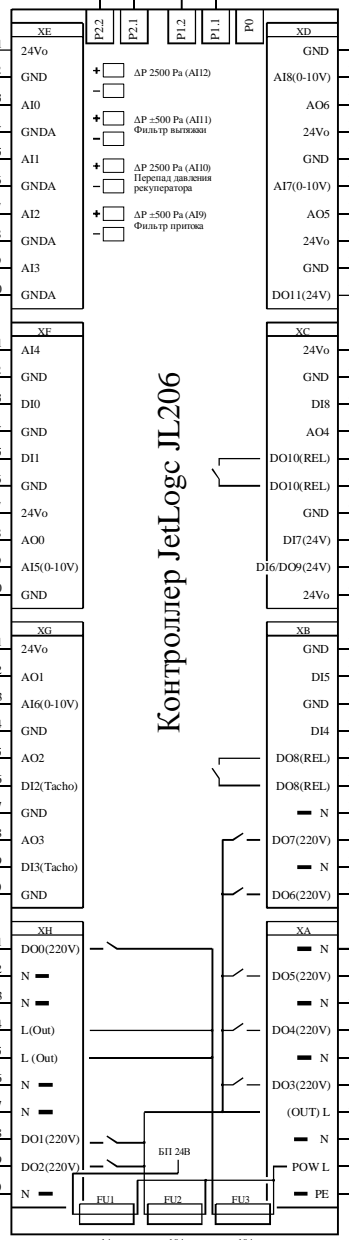 XE
P2.2
P2.1
P1.2
P1.1
P0
XD
24Vo
GND
AI0
GNDA
AI1
GNDA
AI2
GNDA
AI3
GNDA
+
ΔP 2500 Pa (AI12)
−
+
ΔP ±500 Pa (AI11)
Фильтр вытяжки
−
+
ΔP 2500 Pa (AI10)
Перепад давления
рекуператора
−
+
ΔP ±500 Pa (AI9)
Фильтр притока
−
GND
AI8(0-10V)
AO6
24Vo
GND
AI7(0-10V)
AO5
24Vo
GND
DO11(24V)
XF
AI4
GND
DI0
GND
DI1
GND
24Vo
AO0
AI5(0-10V)
GND
Контроллер JetLogc JL206
XC
24Vo
GND
DI8
AO4
DO10(REL)
DO10(REL)
GND
DI7(24V)
DI6/DO9(24V)
24Vo
XG
24Vo
AO1
AI6(0-10V)
GND
AO2
DI2(Tacho)
GND
AO3
DI3(Tacho)
GND
XB
GND
DI5
GND
DI4
DO8(REL)
DO8(REL)
N
DO7(220V)
N
DO6(220V)
XH
DO0(220V)
N
N
L(Out)
L (Out)
N
N
DO1(220V)
DO2(220V)
N
XA
N
DO5(220V)
N
DO4(220V)
N
DO3(220V)
(OUT) L
N
POW L
PE
БП 24В
FU1
FU2
FU3